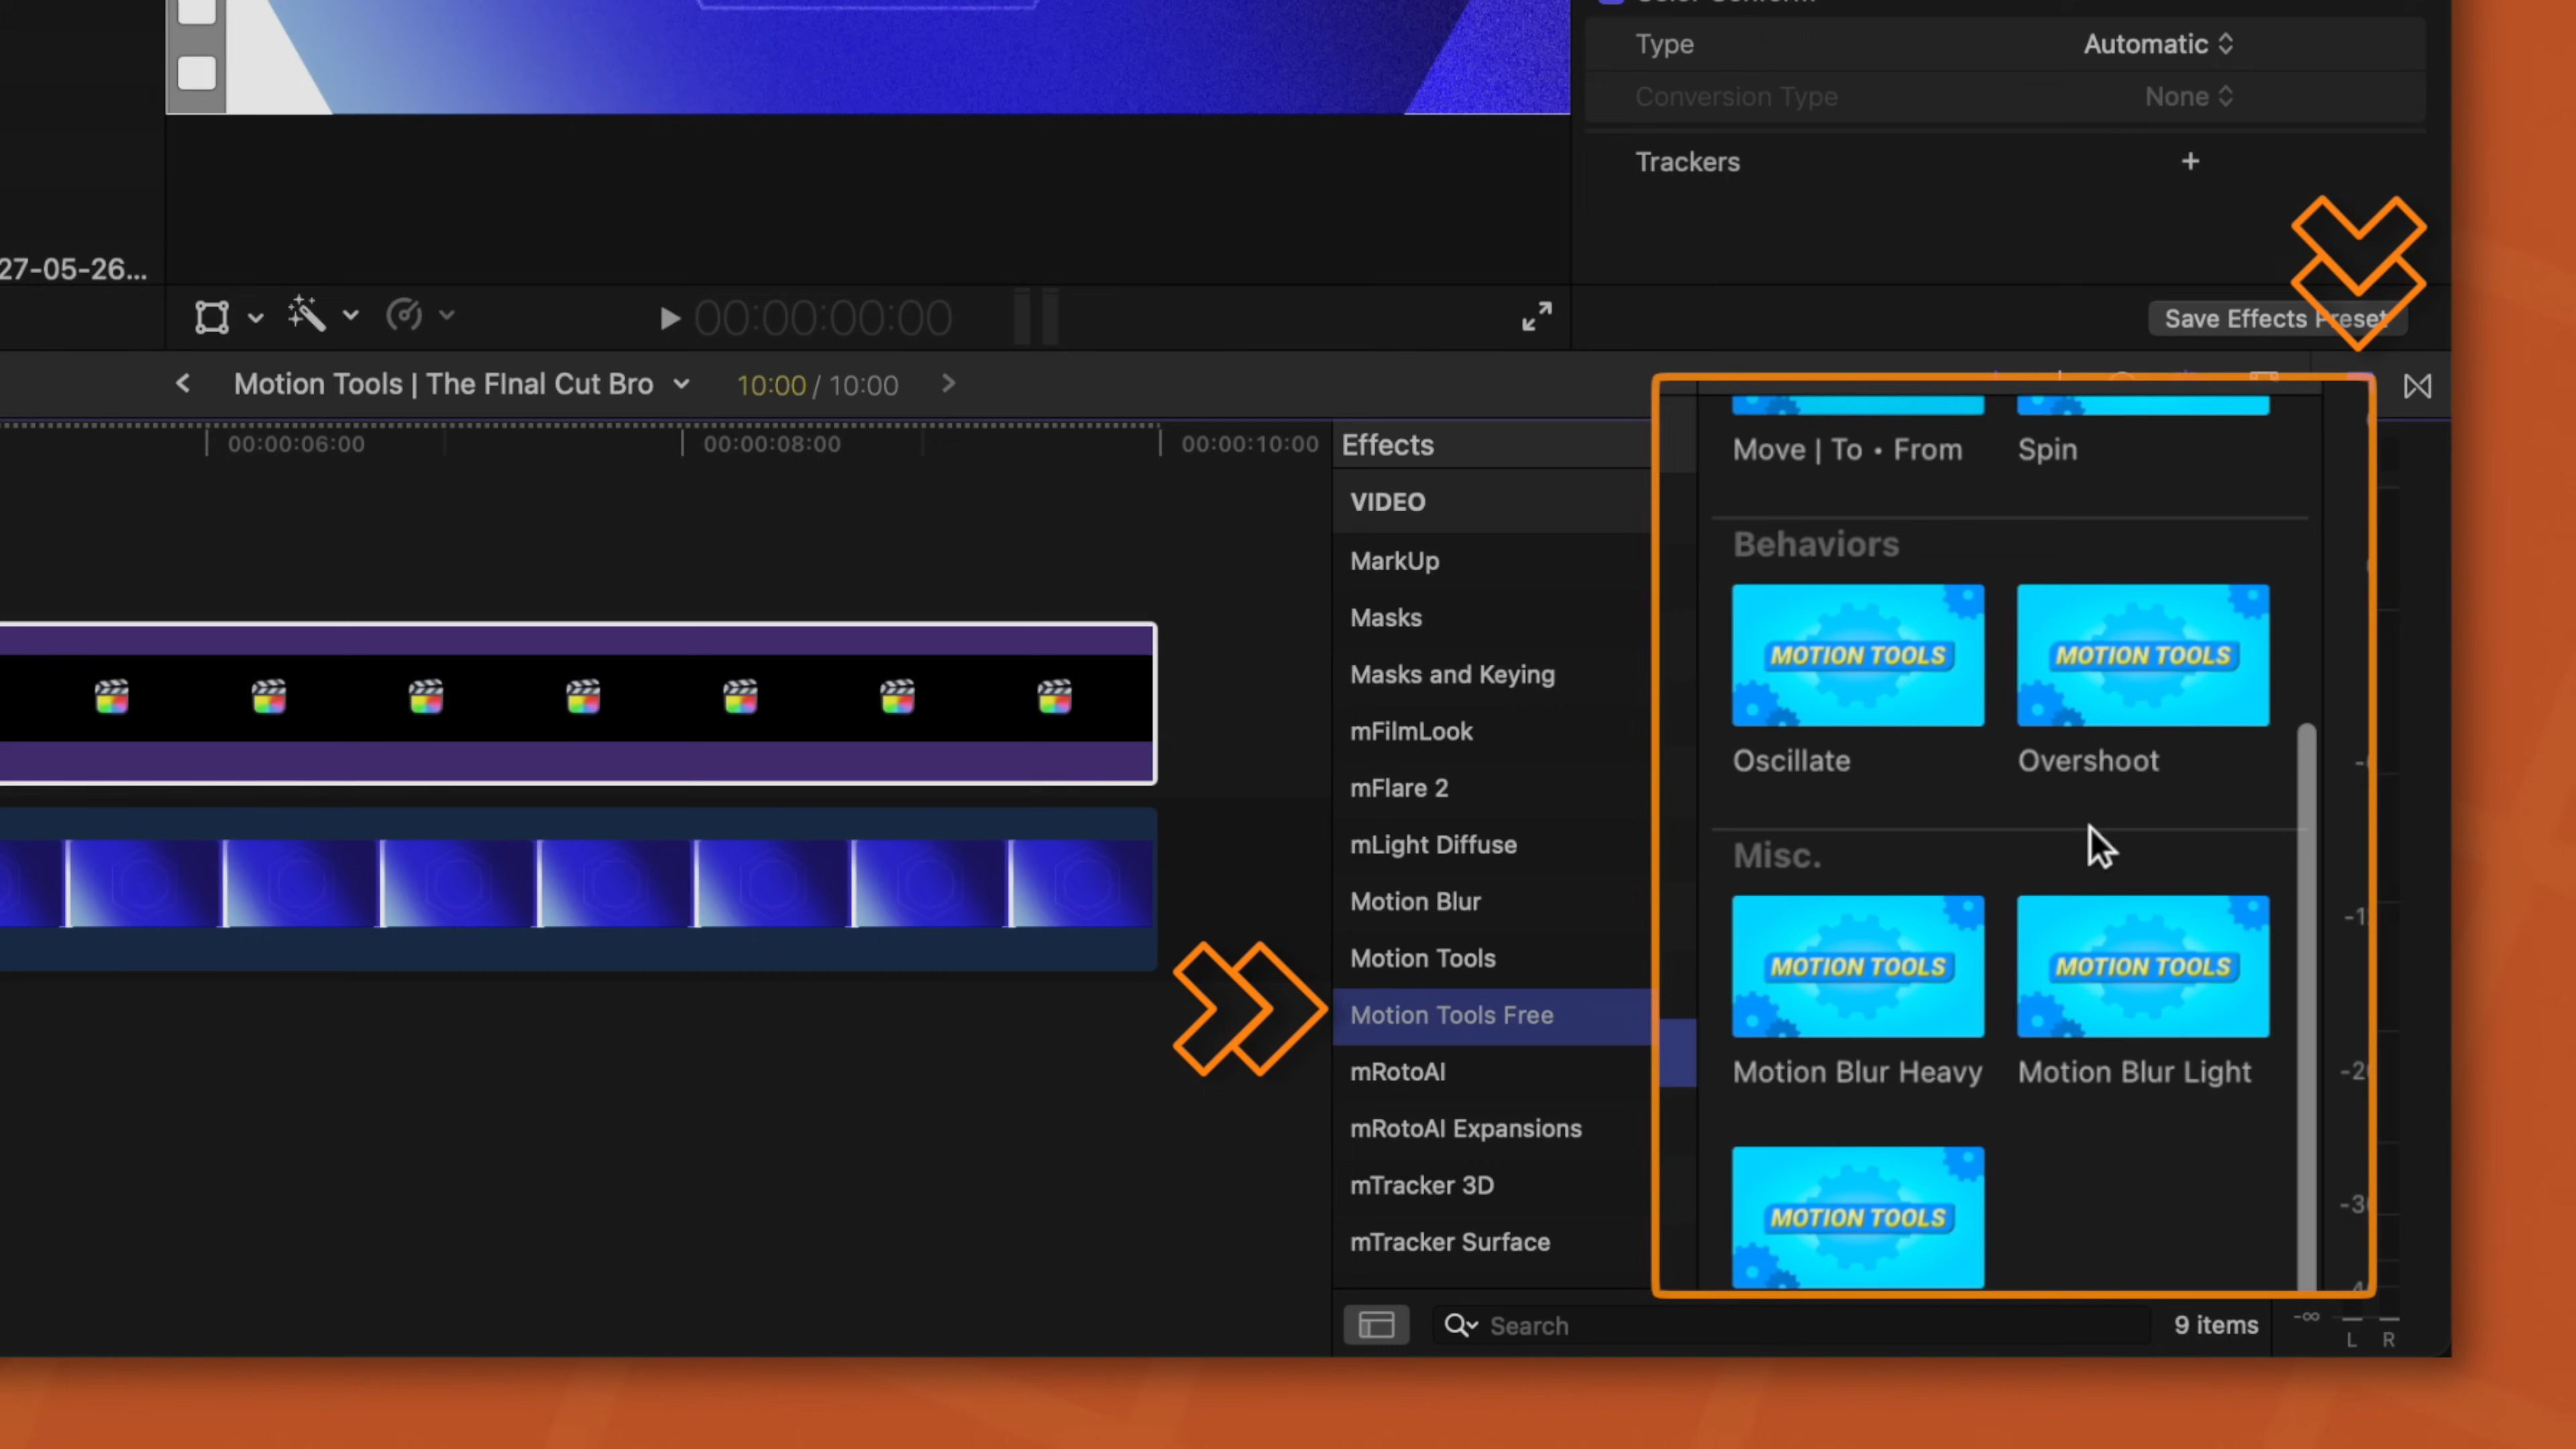 Type
Automatic
Conversion Type
None
Trackers
+
27-05-26...
00:00:00:00
Save Effects Preset
Motion Tools | The FInal Cut Bro
10:00 / 10:00
00:00:06:00
00:00:08:00
00:00:10:00
Effects
VIDEO
MarkUp
Masks
Masks and Keying
mFilmLook
mFlare 2
mLight Diffuse
Motion Blur
Motion Tools
Motion Tools Free
mRotoAI
mRotoAI Expansions
mTracker 3D
mTracker Surface
Move | To • From
Spin
Behaviors
MOTION TOOLS
MOTION TOOLS
Oscillate
Overshoot
Misc.
MOTION TOOLS
MOTION TOOLS
Motion Blur Heavy
Motion Blur Light
MOTION TOOLS
Search
9 items
-∞
L R